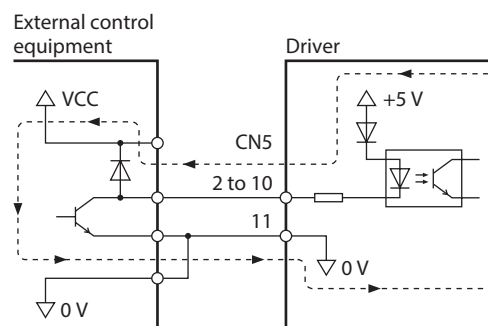 External control
equipment
Driver
VCC
+5 V
CN5
2 to 10
11
0 V
0 V